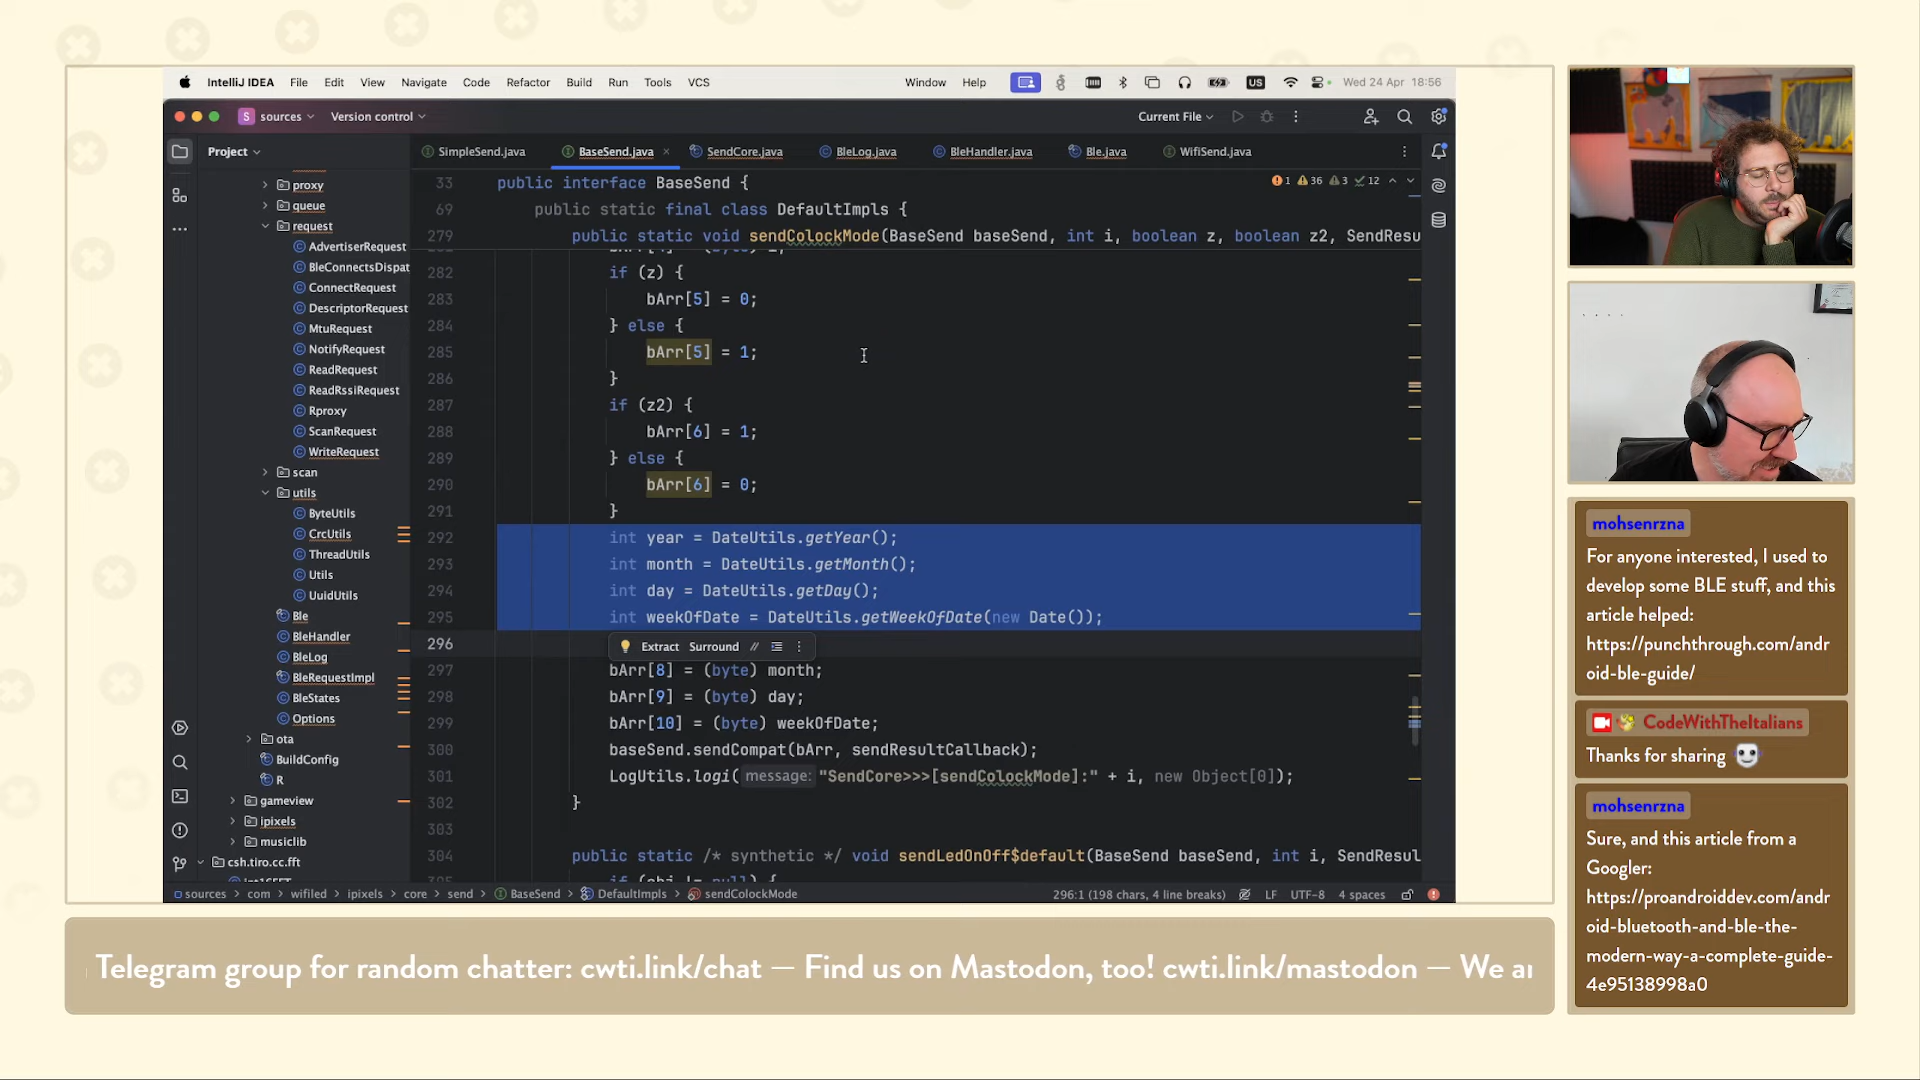 IntelliJ IDEA File Edit View Navigate Code Refactor Build Run Tools VCS Window Help US Wed 24 Apr 18:56
S sources Version control Current File
Project
SimpleSend.java BaseSend.java SendCore.java BleLog.java BleHandler.java Ble.java WifiSend.java
proxy
queue
request
AdvertiserRequest
BleConnectsDispat
ConnectRequest
DescriptorRequest
MtuRequest
NotifyRequest
ReadRequest
ReadRssiRequest
Rproxy
ScanRequest
WriteRequest
scan
utils
ByteUtils
CrcUtils
ThreadUtils
Utils
UuidUtils
Ble
BleHandler
BleLog
BleRequestImpl
BleStates
Options
ota
BuildConfig
R
gameview
ipixels
musiclib
csh.tiro.cc.fft
1 36 3 12
33 public interface BaseSend {
69 public static final class DefaultImpls {
279 public static void sendColockMode(BaseSend baseSend, int i, boolean z, boolean z2, SendResu
282 if (z) {
283 bArr[5] = 0;
284 } else {
285 bArr[5] = 1;
286 }
287 if (z2) {
288 bArr[6] = 1;
289 } else {
290 bArr[6] = 0;
291 }
292 int year = DateUtils.getYear();
293 int month = DateUtils.getMonth();
294 int day = DateUtils.getDay();
295 int weekOfDate = DateUtils.getWeekOfDate(new Date());
296 Extract Surround //
297 bArr[8] = (byte) month;
298 bArr[9] = (byte) day;
299 bArr[10] = (byte) weekOfDate;
300 baseSend.sendCompat(bArr, sendResultCallback);
301 LogUtils.logi( message: "SendCore>>>[sendColockMode]:" + i, new Object[0]);
302 }
303
304 public static /* synthetic */ void sendLedOnOff$default(BaseSend baseSend, int i, SendResul
sources com wifiled ipixels core send BaseSend DefaultImpls sendColockMode 296:1 (198 chars, 4 line breaks) LF UTF-8 4 spaces
mohsenrzna
For anyone interested, I used to
develop some BLE stuff, and this
article helped:
https://punchthrough.com/andr
oid-ble-guide/
CodeWithTheItalians
Thanks for sharing
mohsenrzna
Sure, and this article from a
Googler:
https://proandroiddev.com/andr
oid-bluetooth-and-ble-the-
modern-way-a-complete-guide-
4e95138998a0
Telegram group for random chatter: cwti.link/chat — Find us on Mastodon, too! cwti.link/mastodon — We ar